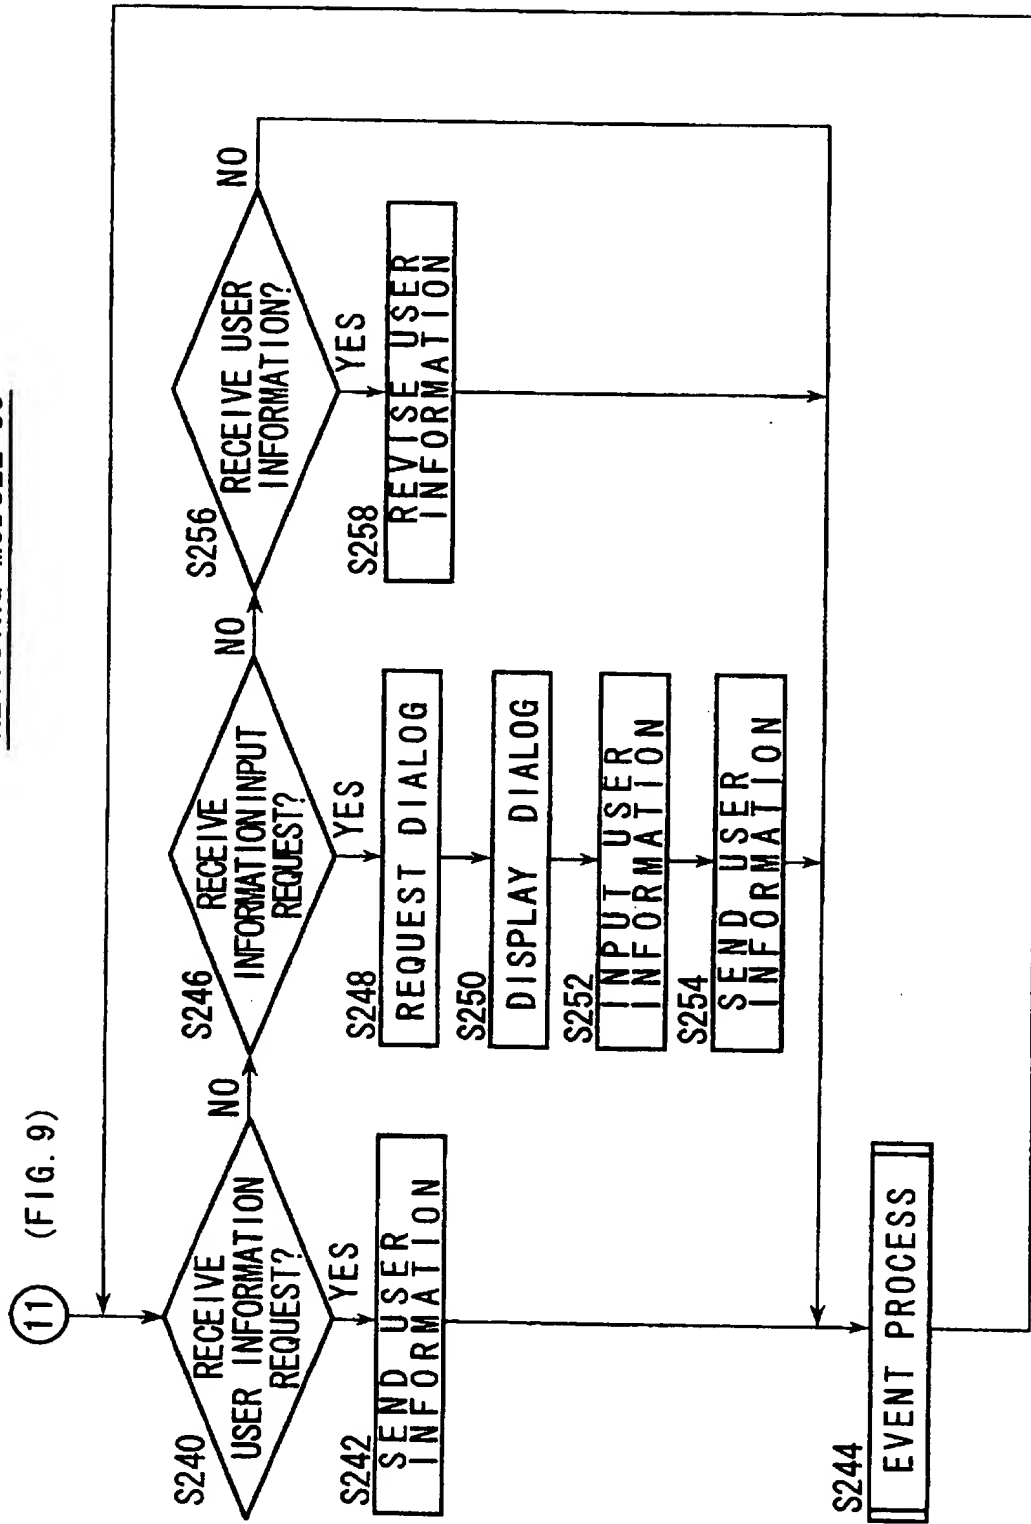 11 (FIG. 9)
S240
RECEIVE
USER INFORMATION
REQUEST?
NO
YES
S242
SEND USER
INFORMATION
S244
EVENT PROCESS
S246
RECEIVE
INFORMATION INPUT
REQUEST?
NO
YES
S248
REQUEST DIALOG
S250
DISPLAY DIALOG
S252
INPUT USER
INFORMATION
S254
SEND USER
INFORMATION
S256
RECEIVE USER
INFORMATION?
NO
YES
S258
REVISE USER
INFORMATION